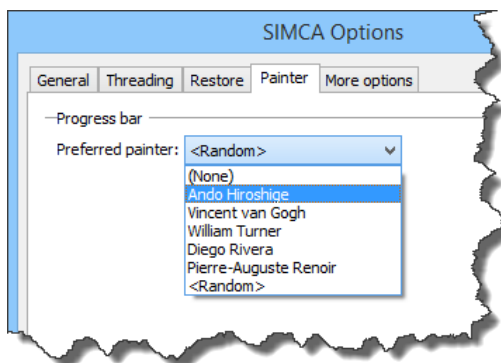 SIMCA Options
General Threading Restore Painter More options
Progress bar
Preferred painter: <Random>
(None)
Ando Hiroshige
Vincent van Gogh
William Turner
Diego Rivera
Pierre-Auguste Renoir
<Random>